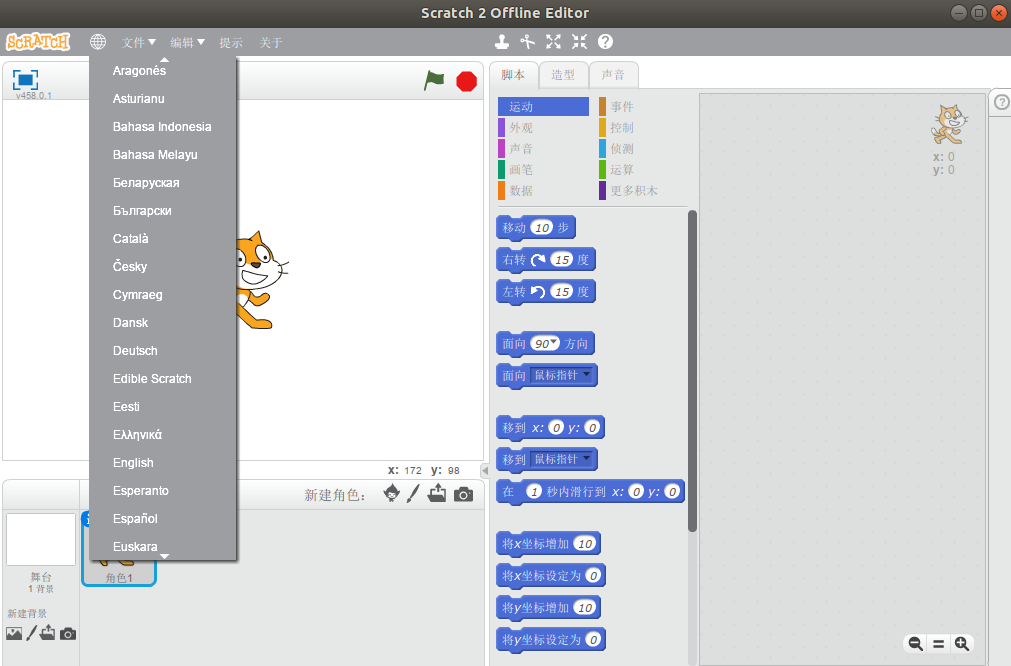 Scratch 2 Offline Editor
SCRATCH 文件 编辑 提示 关于
v458.0.1
Aragonés
Asturianu
Bahasa Indonesia
Bahasa Melayu
Беларуская
Български
Català
Česky
Cymraeg
Dansk
Deutsch
Edible Scratch
Eesti
Ελληνικά
English
Esperanto
Español
Euskara
x: 172 y: 98
新建角色：
舞台
1 背景
新建背景
角色1
脚本 造型 声音
运动 事件
外观 控制
声音 侦测
画笔 运算
数据 更多积木
移动 10 步
右转 15 度
左转 15 度
面向 90 方向
面向 鼠标指针
移到 x: 0 y: 0
移到 鼠标指针
在 1 秒内滑行到 x: 0 y: 0
将x坐标增加 10
将x坐标设定为 0
将y坐标增加 10
将y坐标设定为 0
x: 0
y: 0